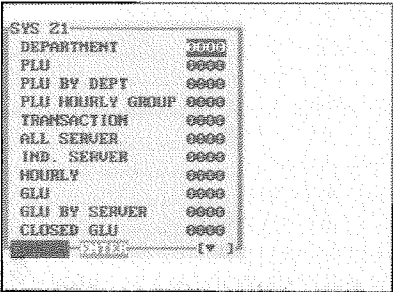 SYS Z1
DEPARTMENT 0000
PLU 0000
PLU BY DEPT 0000
PLU HOURLY GROUP 0000
TRANSACTION 0000
ALL SERVER 0000
IND. SERVER 0000
HOURLY 0000
GLU 0000
GLU BY SERVER 0000
CLOSED GLU 0000
ENTER [▼ ]